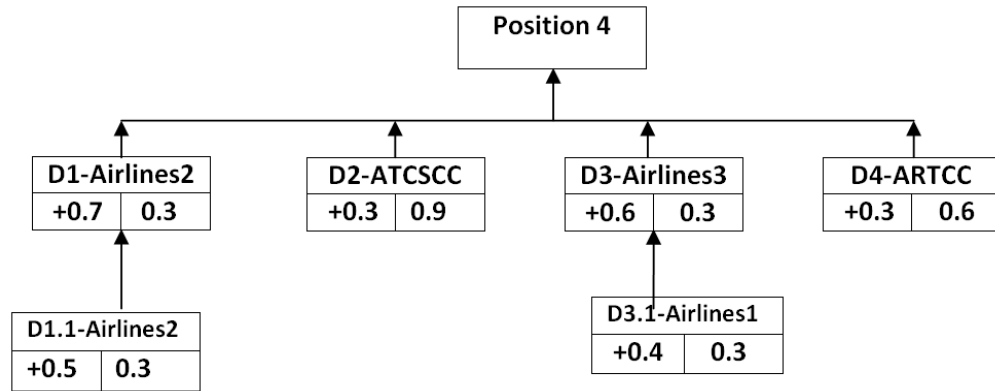 Position 4
D1-Airlines2
+0.7 0.3
D2-ATCSCC
+0.3 0.9
D3-Airlines3
+0.6 0.3
D4-ARTCC
+0.3 0.6
D1.1-Airlines2
+0.5 0.3
D3.1-Airlines1
+0.4 0.3